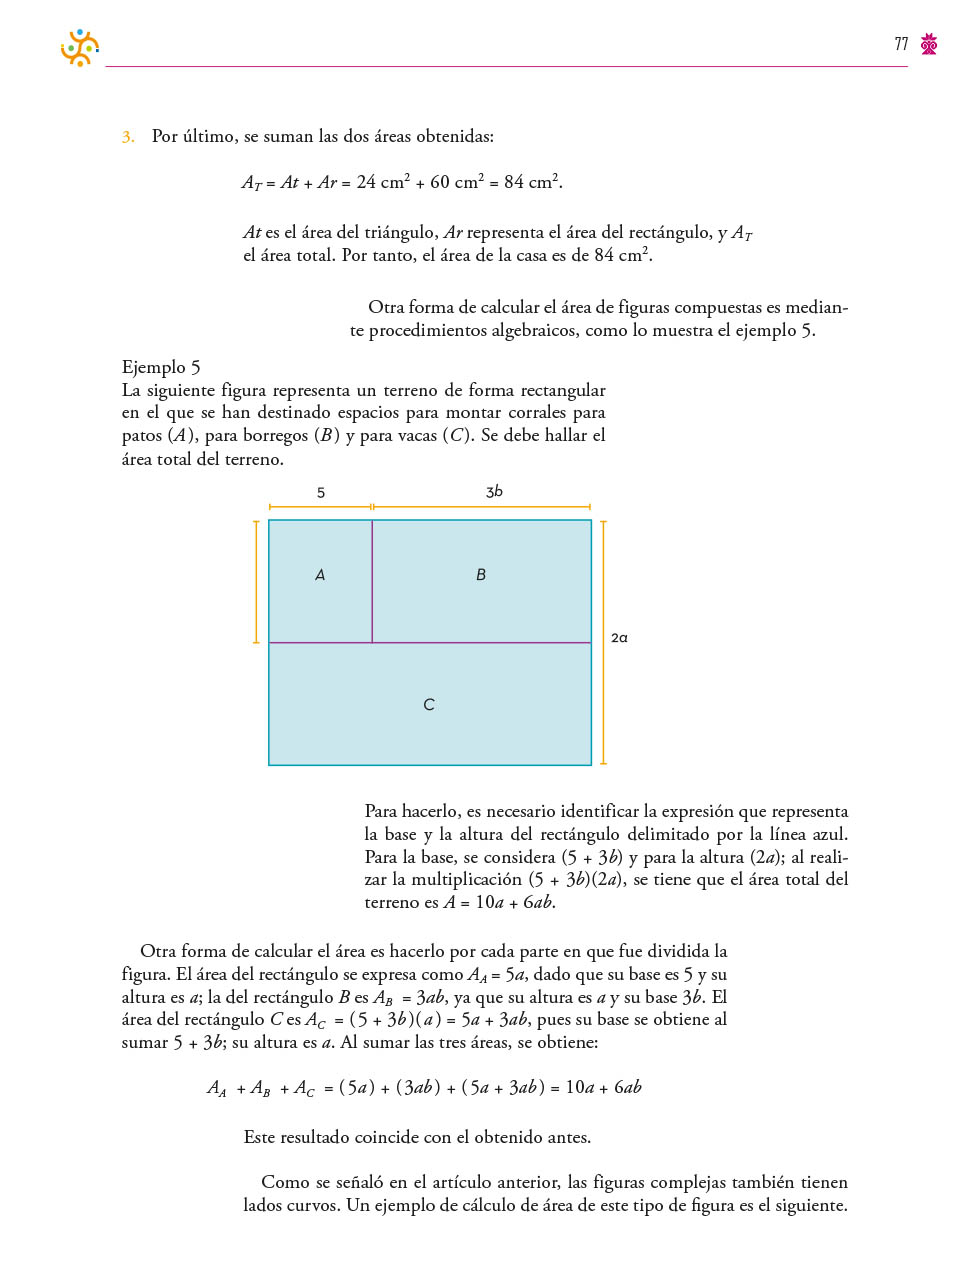 77
3. Por último, se suman las dos áreas obtenidas:
A_T = At + Ar = 24 cm² + 60 cm² = 84 cm².
At es el área del triángulo, Ar representa el área del rectángulo, y A_T
el área total. Por tanto, el área de la casa es de 84 cm².
Otra forma de calcular el área de figuras compuestas es median-
te procedimientos algebraicos, como lo muestra el ejemplo 5.
Ejemplo 5
La siguiente figura representa un terreno de forma rectangular
en el que se han destinado espacios para montar corrales para
patos (A), para borregos (B) y para vacas (C). Se debe hallar el
área total del terreno.
5 3b
A B
2a
C
Para hacerlo, es necesario identificar la expresión que representa
la base y la altura del rectángulo delimitado por la línea azul.
Para la base, se considera (5 + 3b) y para la altura (2a); al reali-
zar la multiplicación (5 + 3b)(2a), se tiene que el área total del
terreno es A = 10a + 6ab.
Otra forma de calcular el área es hacerlo por cada parte en que fue dividida la
figura. El área del rectángulo se expresa como A_A = 5a, dado que su base es 5 y su
altura es a; la del rectángulo B es A_B = 3ab, ya que su altura es a y su base 3b. El
área del rectángulo C es A_C = (5 + 3b)(a) = 5a + 3ab, pues su base se obtiene al
sumar 5 + 3b; su altura es a. Al sumar las tres áreas, se obtiene:
A_A + A_B + A_C = (5a) + (3ab) + (5a + 3ab) = 10a + 6ab
Este resultado coincide con el obtenido antes.
Como se señaló en el artículo anterior, las figuras complejas también tienen
lados curvos. Un ejemplo de cálculo de área de este tipo de figura es el siguiente.